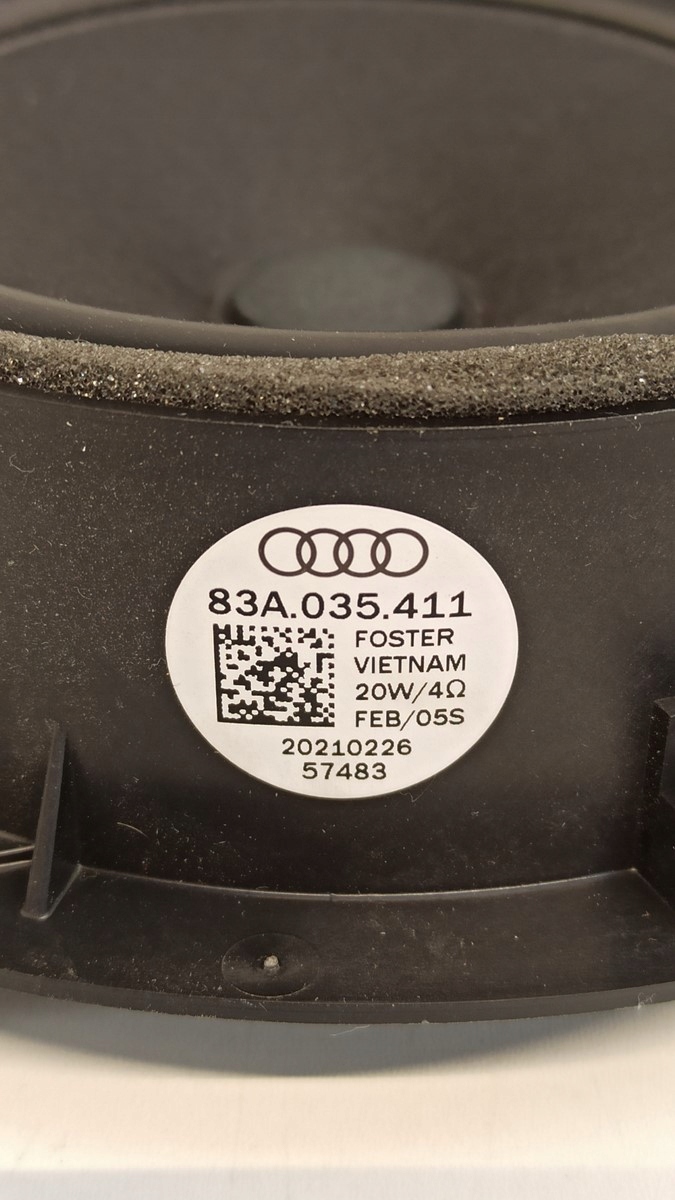 83A.035.411
FOSTER
VIETNAM
20W/4Ω
FEB/05S
20210226
57483